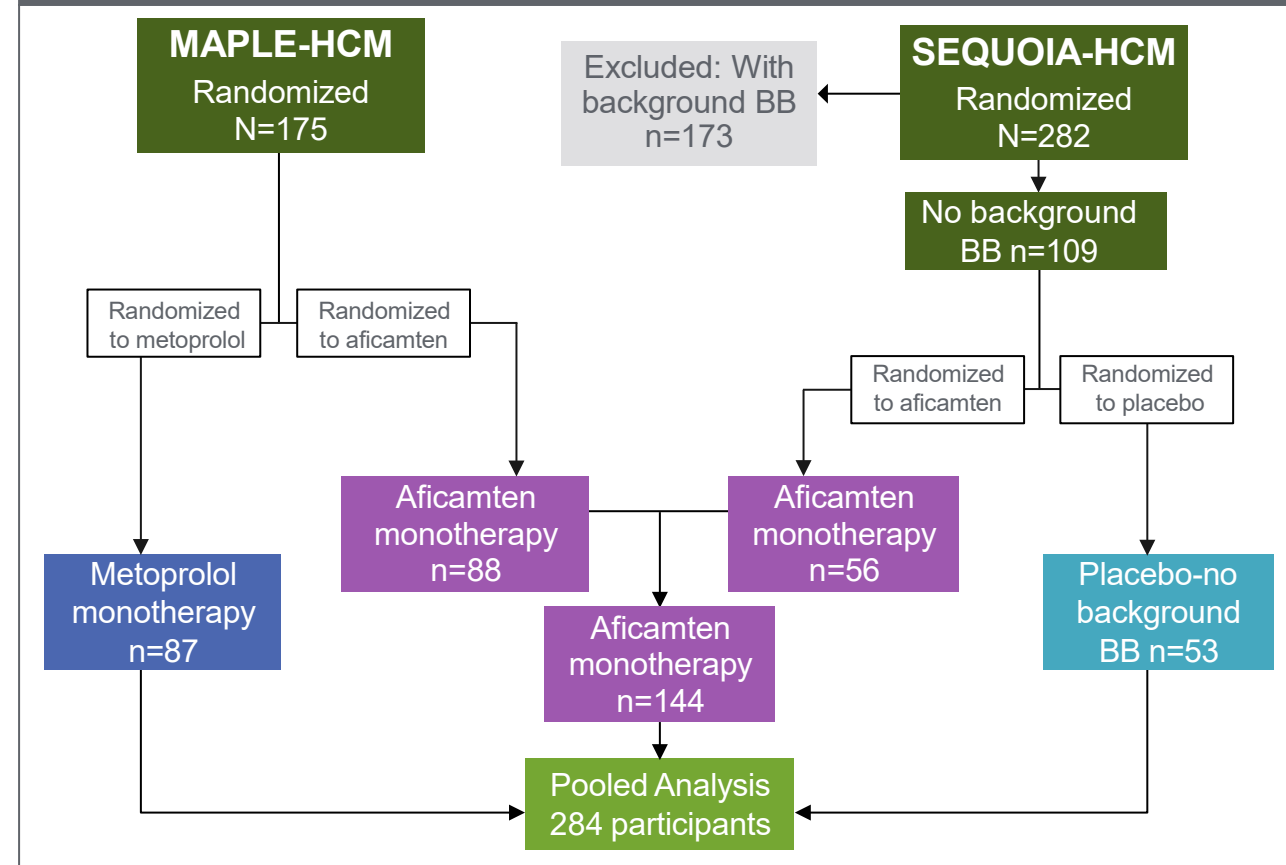 MAPLE-HCM
Randomized
N=175
Excluded: With
background BB
n=173
SEQUOIA-HCM
Randomized
N=282
No background
BB n=109
Randomized
to metoprolol
Randomized
to aficamten
Randomized
to aficamten
Randomized
to placebo
Aficamten
monotherapy
n=88
Aficamten
monotherapy
n=56
Metoprolol
monotherapy
n=87
Aficamten
monotherapy
n=144
Placebo-no
background
BB n=53
Pooled Analysis
284 participants